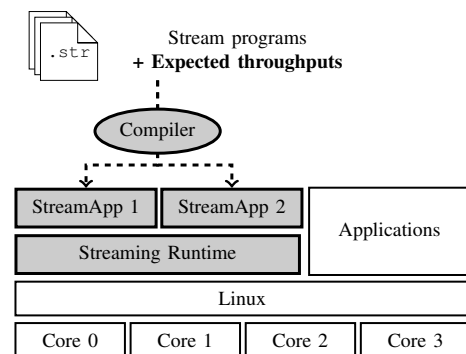 .str
Stream programs
+ Expected throughputs
Compiler
StreamApp 1
StreamApp 2
Applications
Streaming Runtime
Linux
Core 0
Core 1
Core 2
Core 3